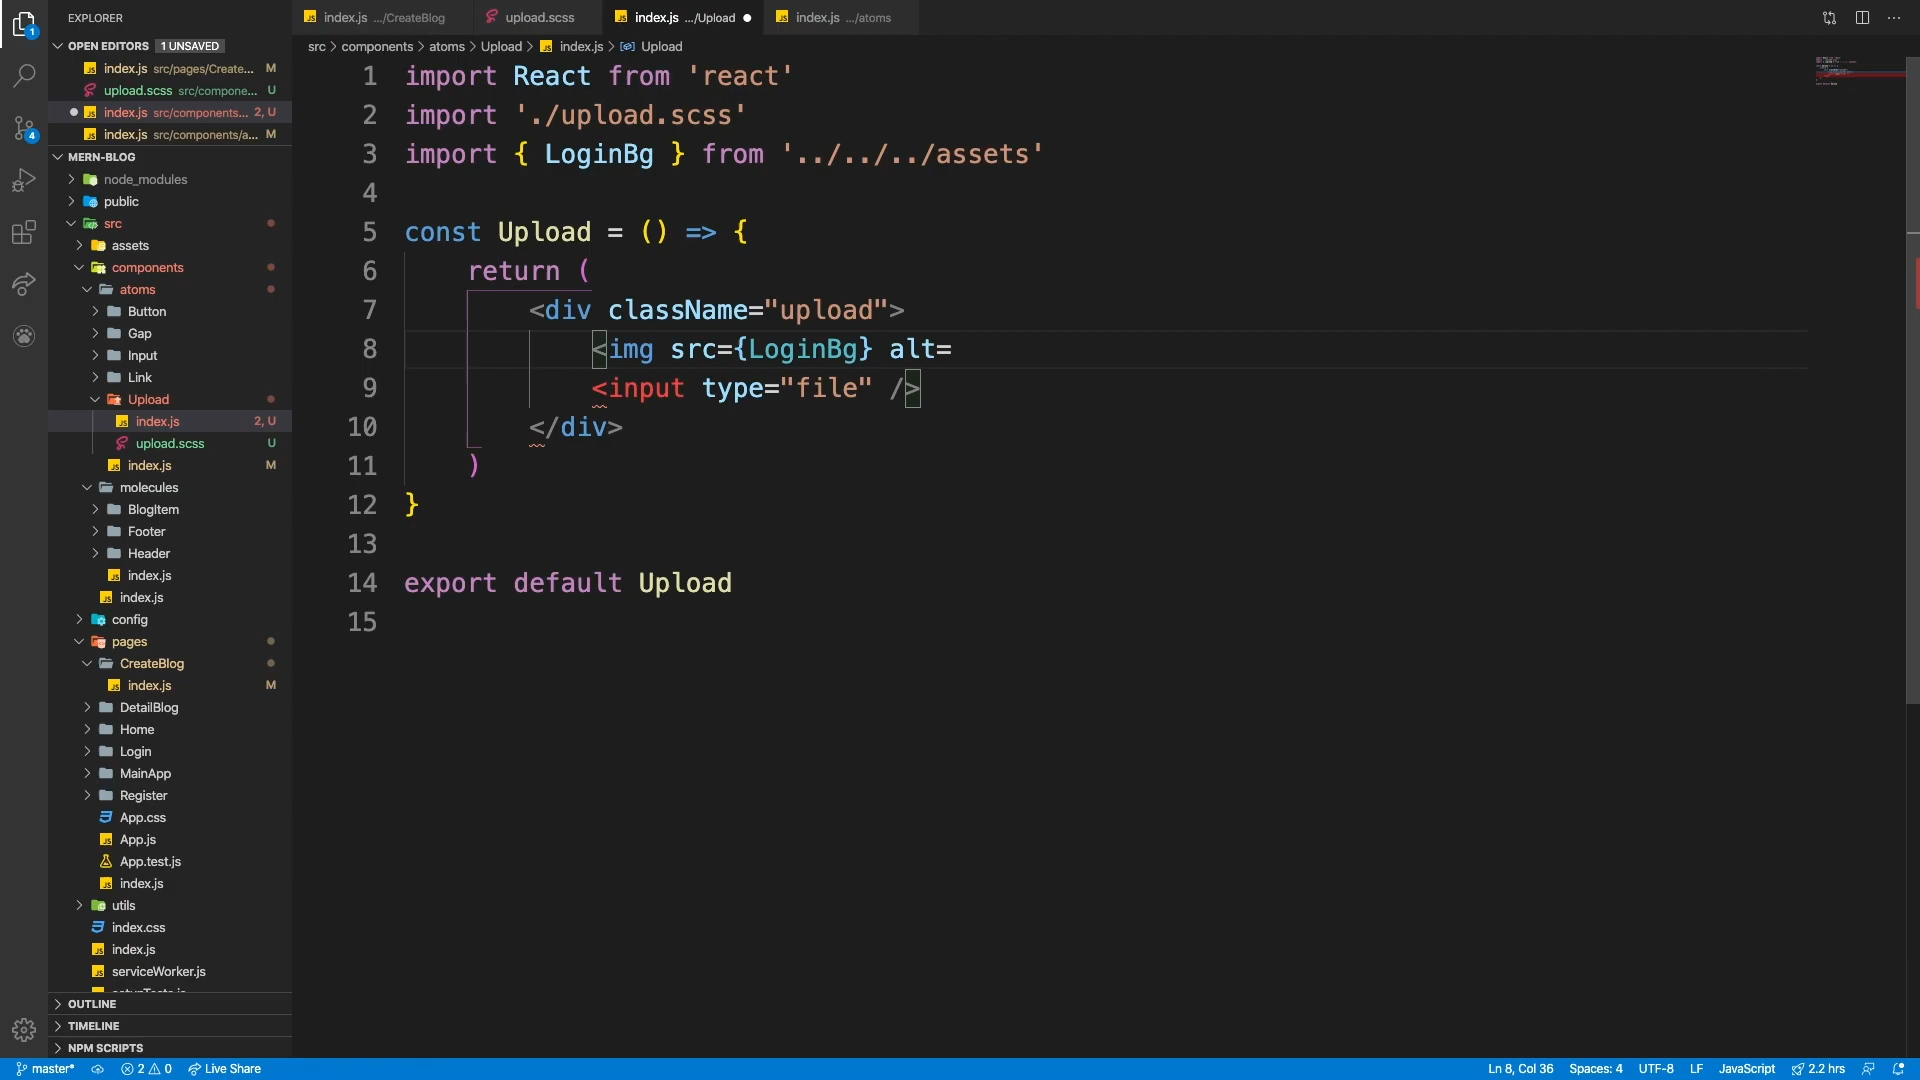 EXPLORER
index.js .../CreateBlog
upload.scss
index.js .../Upload
index.js .../atoms
OPEN EDITORS 1 UNSAVED
index.js src/pages/Create... M
upload.scss src/compone... U
index.js src/components... 2, U
index.js src/components/a... M
MERN-BLOG
node_modules
public
src
assets
components
atoms
Button
Gap
Input
Link
Upload
index.js 2, U
upload.scss U
index.js M
molecules
BlogItem
Footer
Header
index.js
index.js
config
pages
CreateBlog
index.js M
DetailBlog
Home
Login
MainApp
Register
App.css
App.js
App.test.js
index.js
utils
index.css
index.js
serviceWorker.js
OUTLINE
TIMELINE
NPM SCRIPTS
src > components > atoms > Upload > index.js > Upload
1 import React from 'react'
2 import './upload.scss'
3 import { LoginBg } from '../../../assets'
4
5 const Upload = () => {
6 return (
7 <div className="upload">
8 <img src={LoginBg} alt=
9 <input type="file" />
10 </div>
11 )
12 }
13
14 export default Upload
15
1
4
master* 2 0 Live Share
Ln 8, Col 36 Spaces: 4 UTF-8 LF JavaScript 2.2 hrs